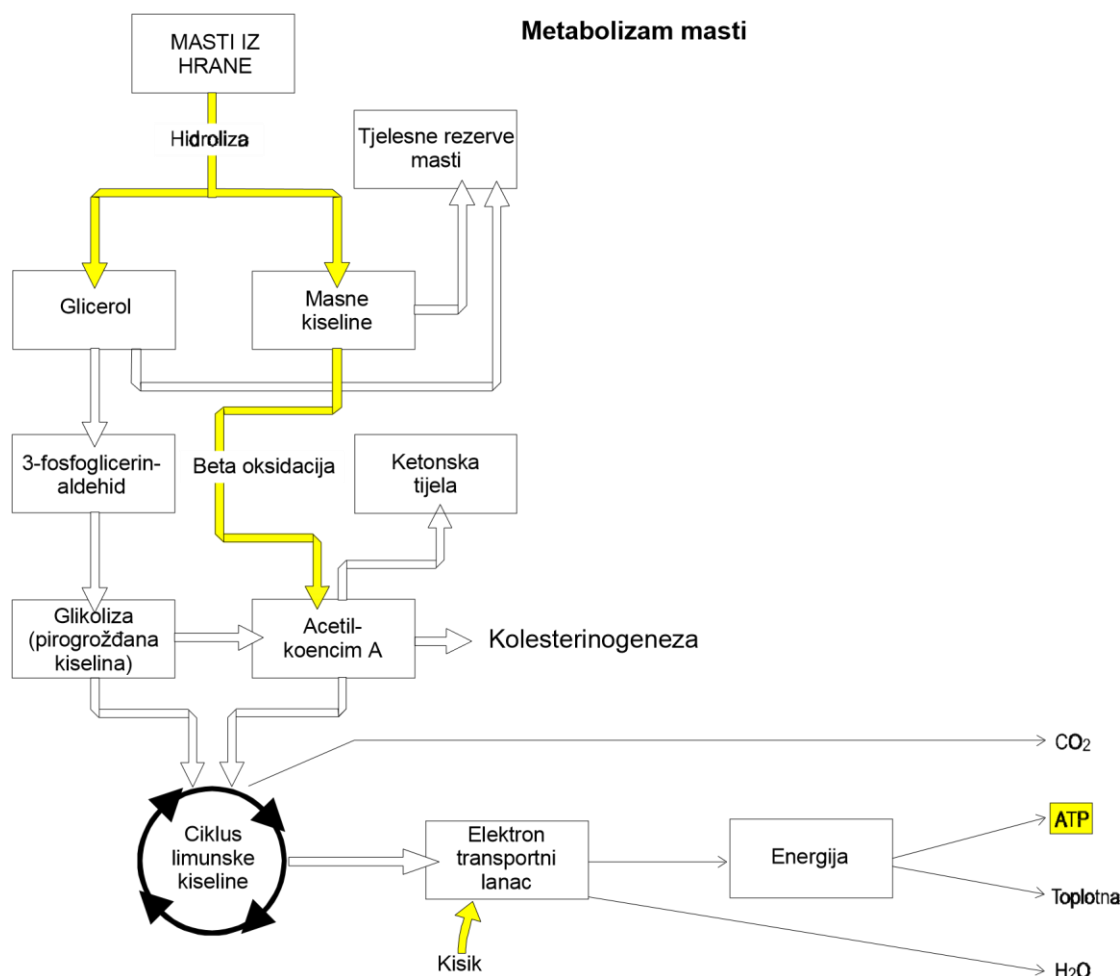 Metabolizam masti
MASTI IZ
HRANE
Hidroliza
Tjelesne rezerve
masti
Glicerol
Masne
kiseline
3-fosfoglicerin-
aldehid
Beta oksidacija
Ketonska
tijela
Glikoliza
(pirogrožđana
kiselina)
Acetil-
koencim A
Kolesterinogeneza
CO₂
Ciklus
limunske
kiseline
Elektron
transportni
lanac
Energija
ATP
Toplotna
Kisik
H₂O